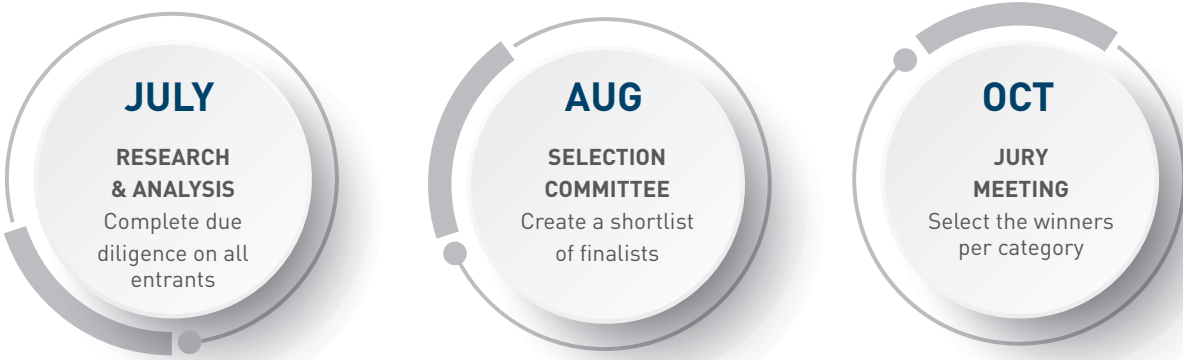 JULY
RESEARCH
& ANALYSIS
Complete due
diligence on all
entrants
AUG
SELECTION
COMMITTEE
Create a shortlist
of finalists
OCT
JURY
MEETING
Select the winners
per category